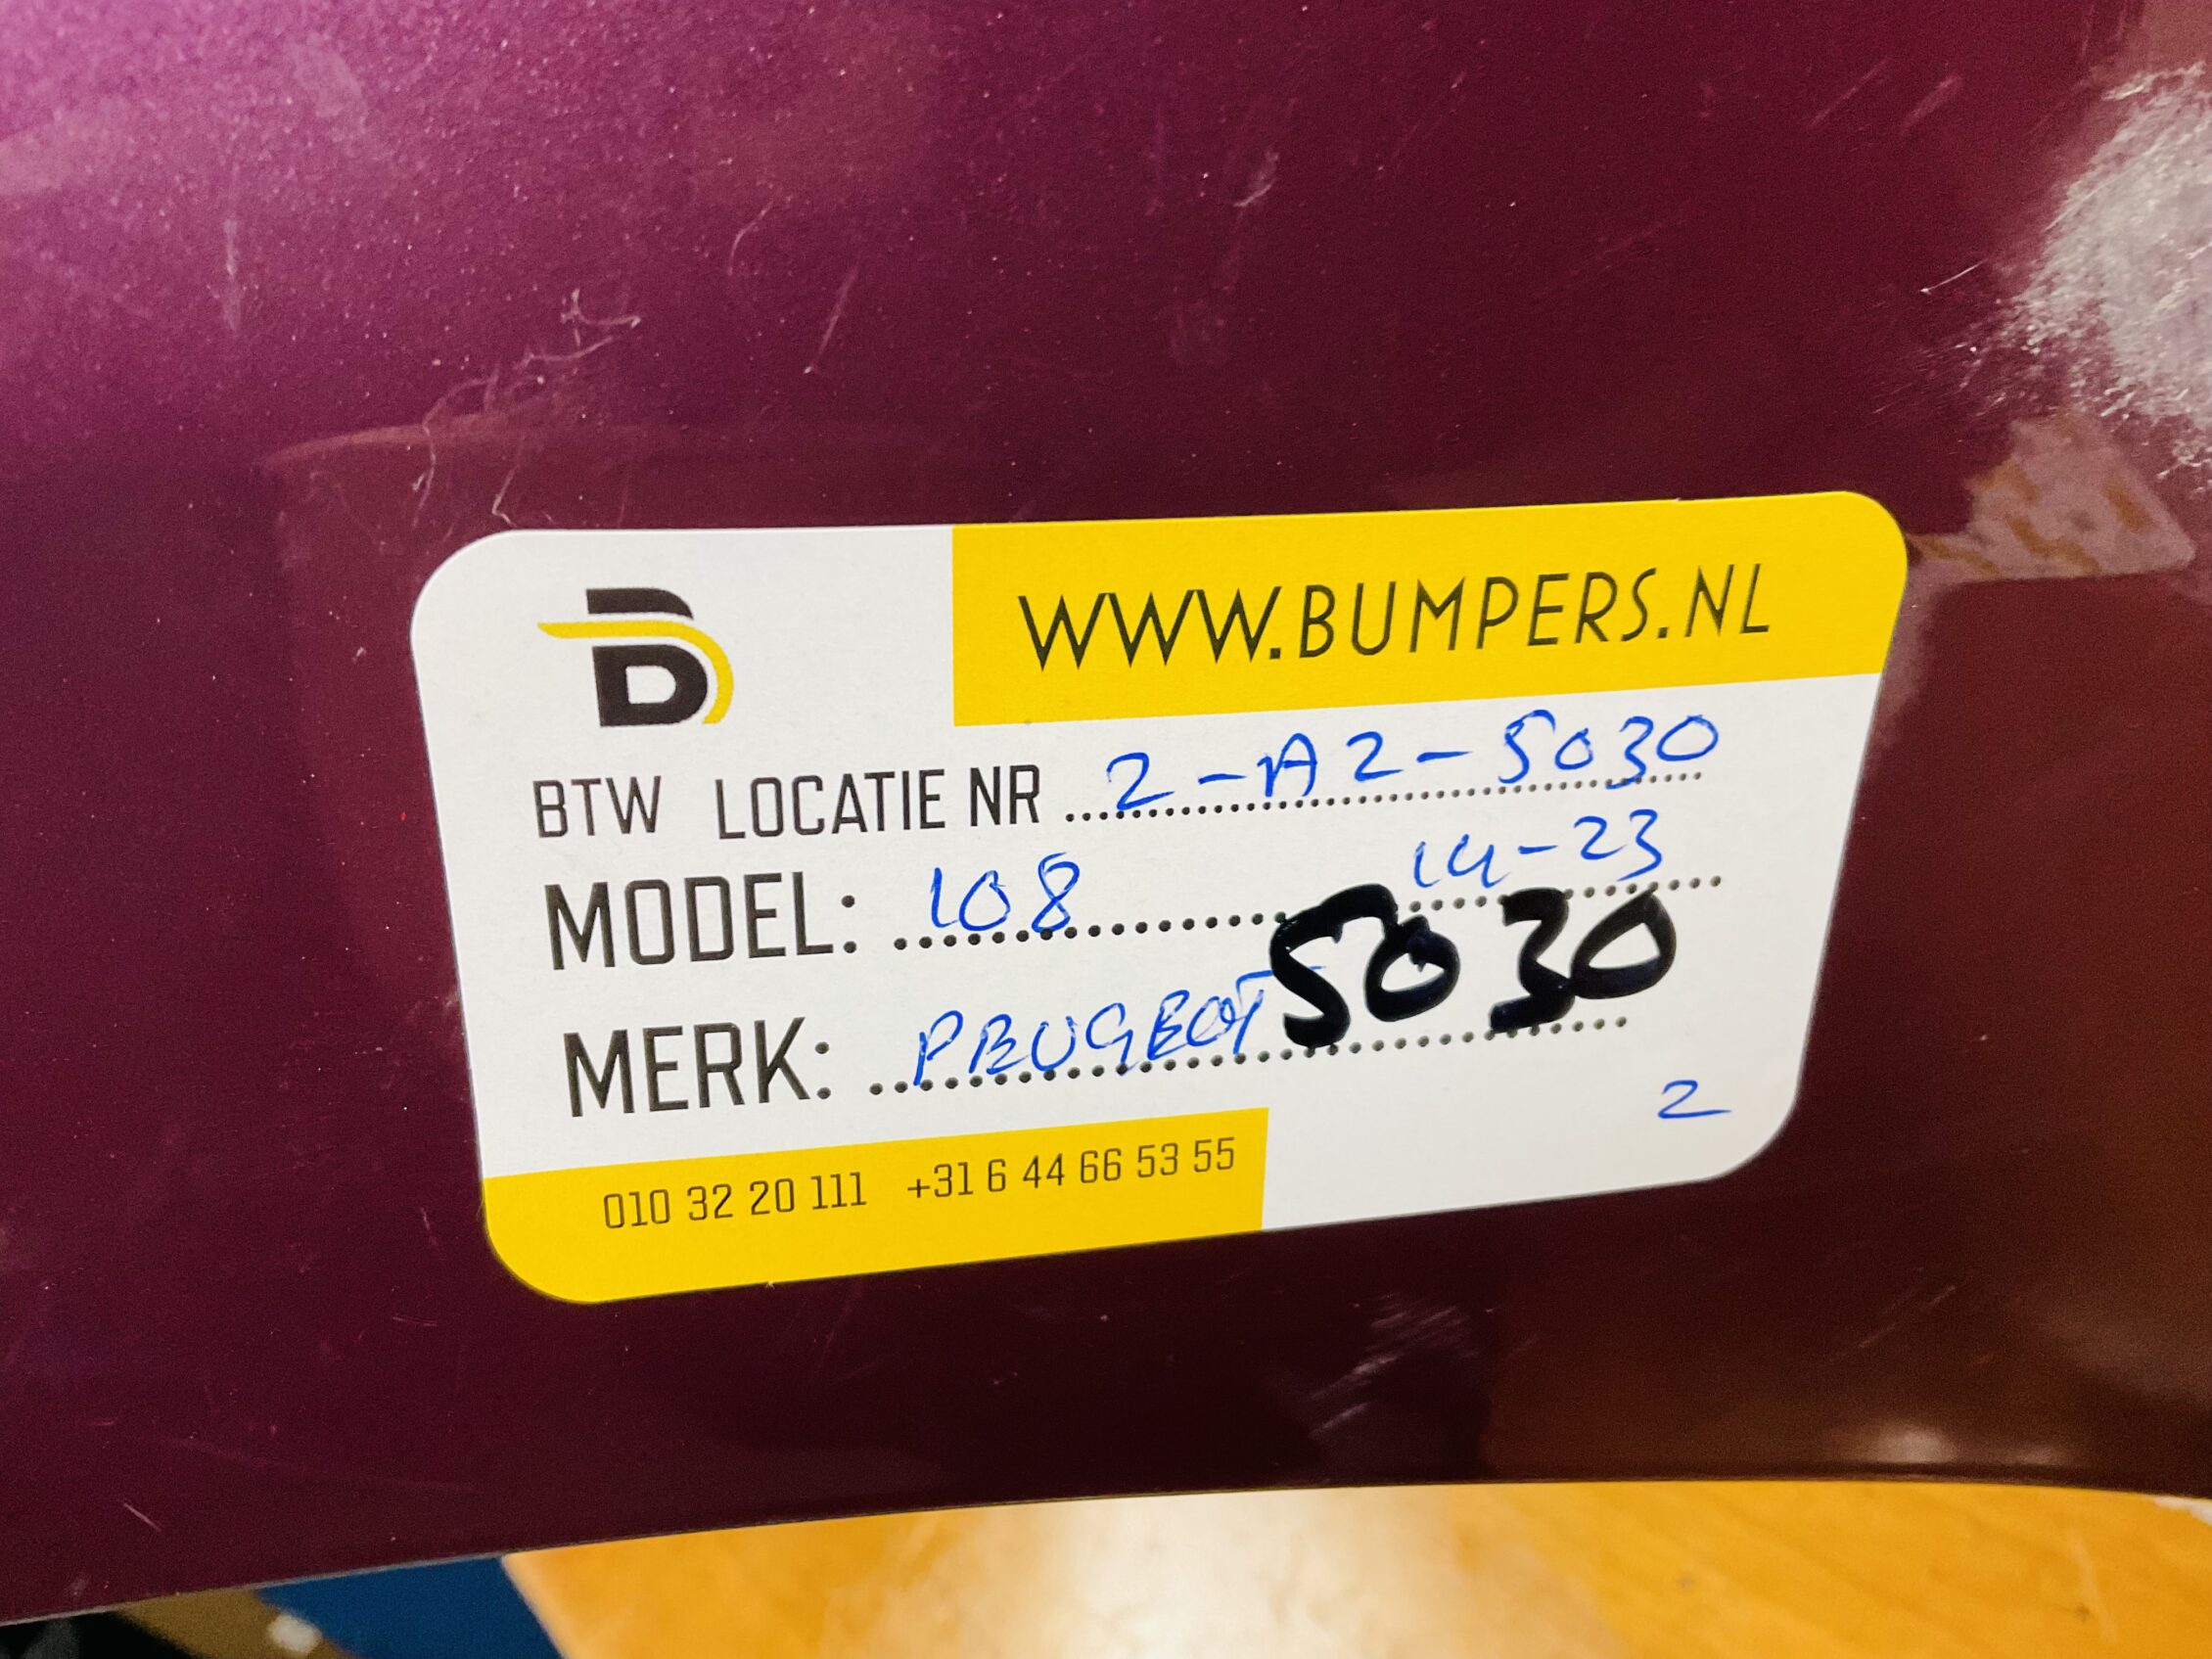 WWW.BUMPERS.NL
BTW LOCATIE NR 2-A2-5030
MODEL: 108 14-23
5030
MERK: PEUGEOT
2
010 32 20 111 +31 6 44 66 53 55